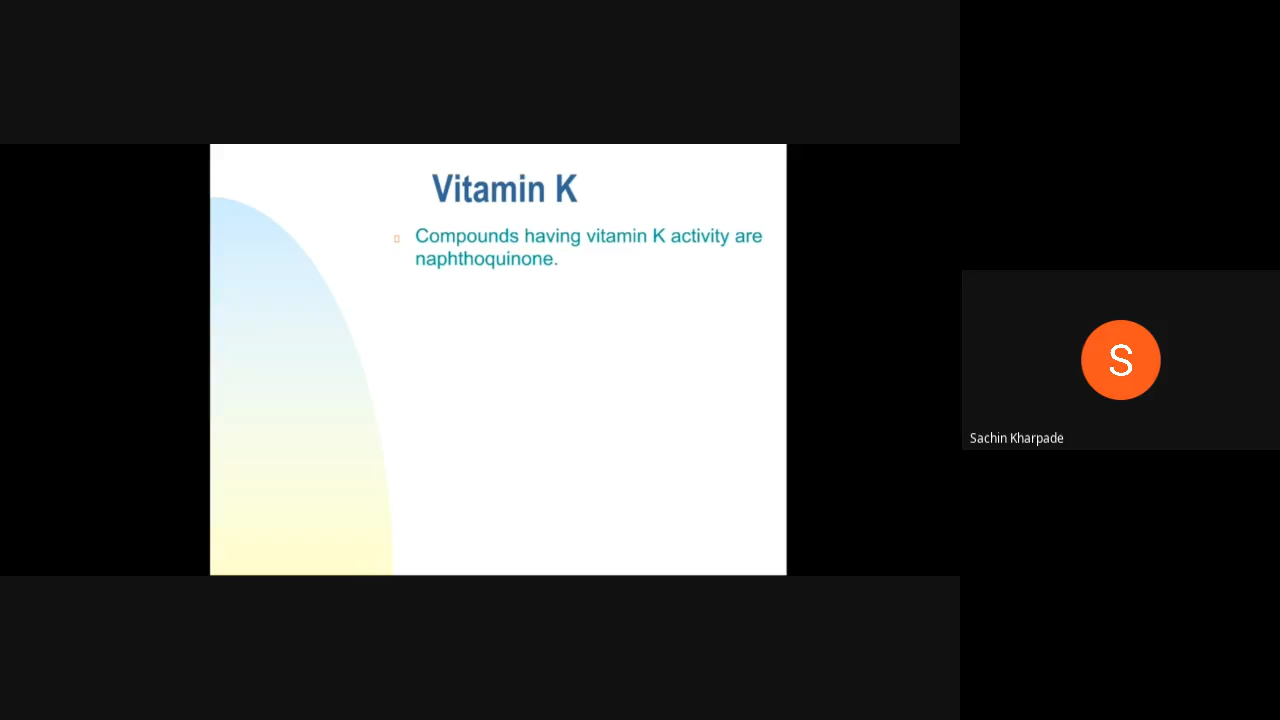 Vitamin K
Compounds having vitamin K activity are
naphthoquinone.
S
Sachin Kharpade